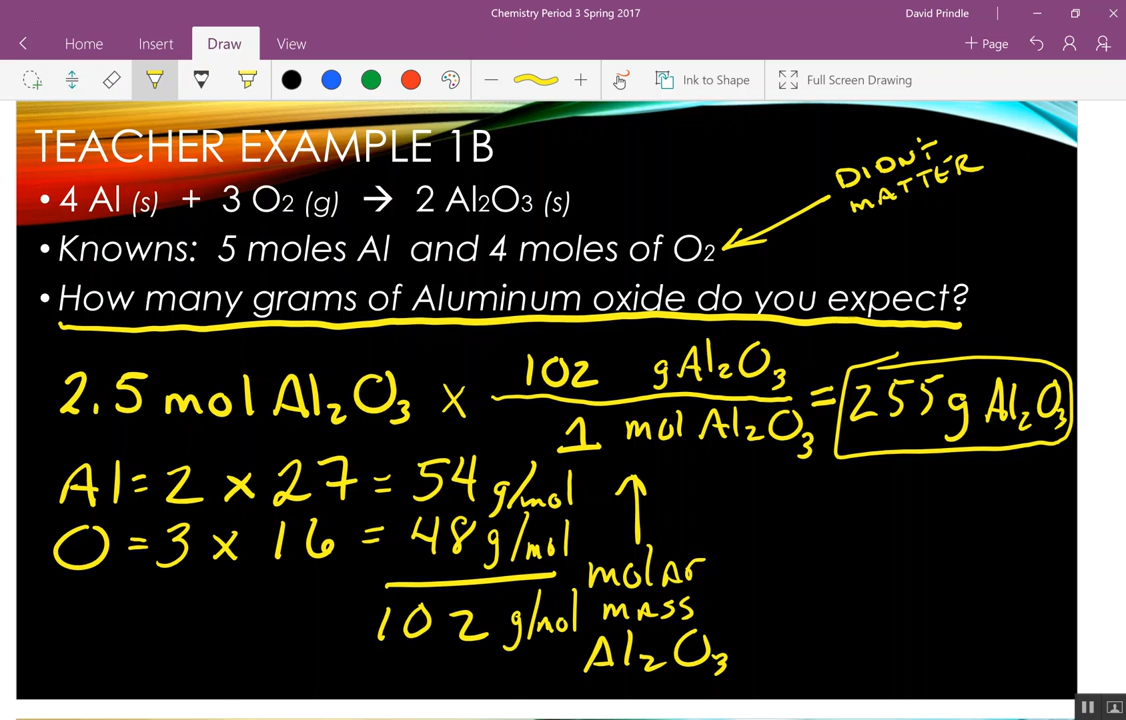 Chemistry Period 3 Spring 2017
David Prindle
Home Insert Draw View
+ Page
Ink to Shape
Full Screen Drawing
TEACHER EXAMPLE 1B
DIDN'T
MATTER
• 4 Al (s) + 3 O2 (g) → 2 Al2O3 (s)
• Knowns: 5 moles Al and 4 moles of O2
• How many grams of Aluminum oxide do you expect?
2.5 mol Al₂O₃ x 102 g Al₂O₃ / 1 mol Al₂O₃ = 255g Al₂O₃
Al = 2 x 27 = 54 g/mol
O = 3 x 16 = 48 g/mol
102 g/mol
molAr
mASS
Al₂O₃